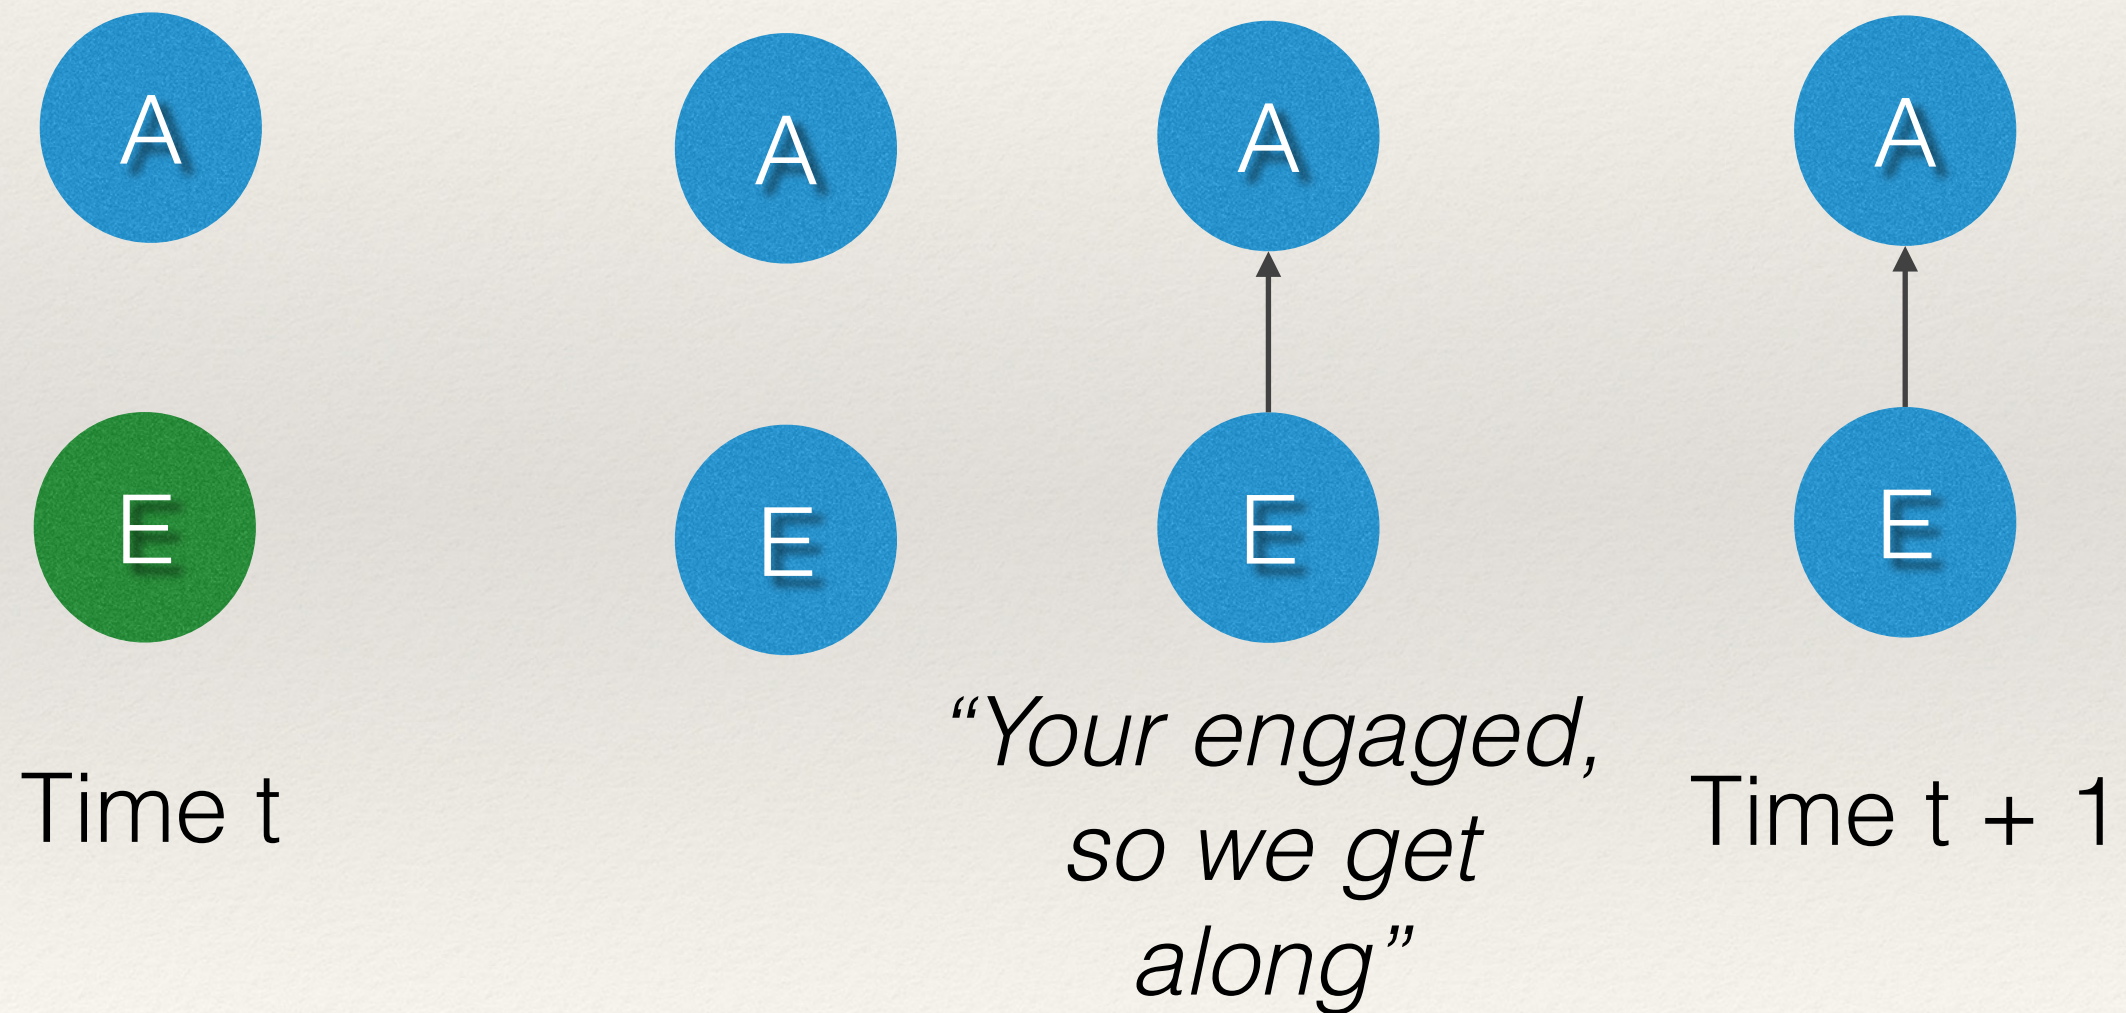 A A A A
E E E E
“Your engaged,
so we get
along”
Time t
Time t + 1